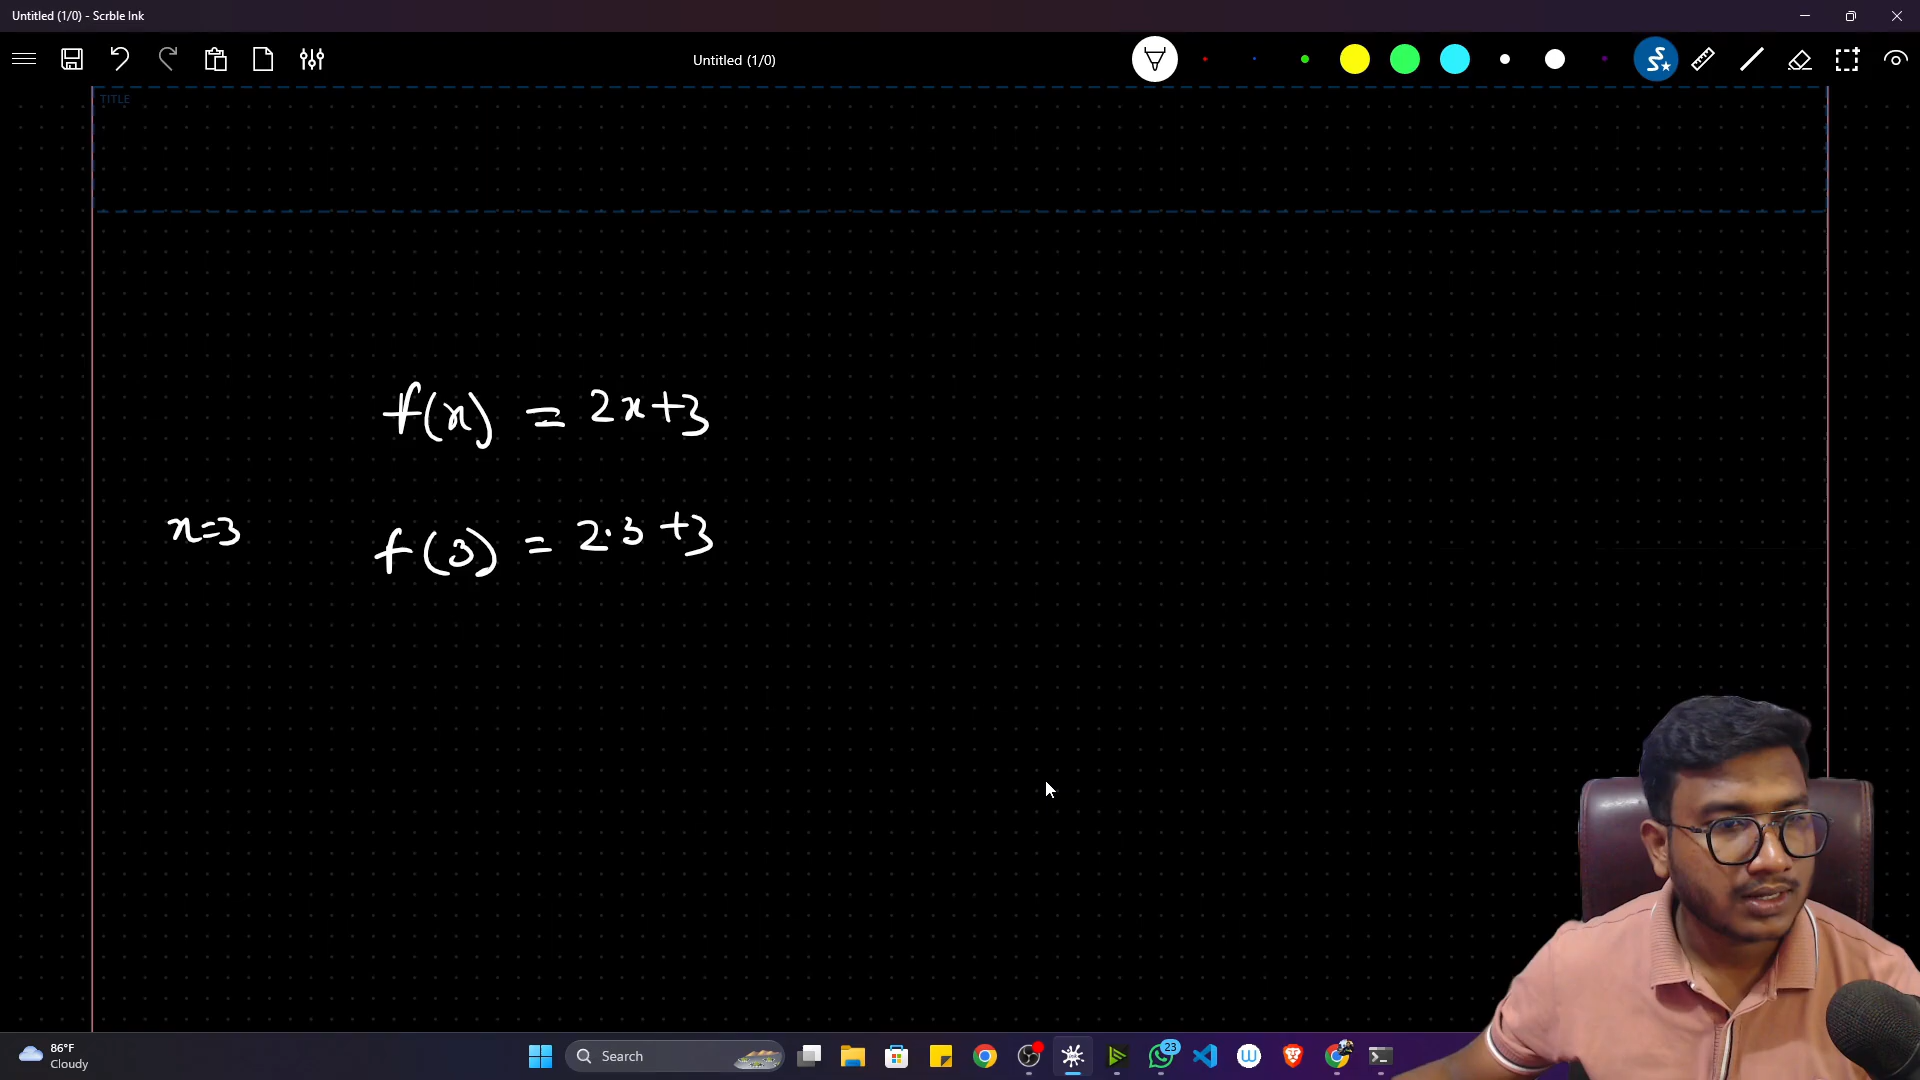 Untitled (1/0) - Scrble Ink
Untitled (1/0)
TITLE
f(x) = 2x+3
x=3 f(3) = 2·3 +3
86°F
Cloudy
Search
23